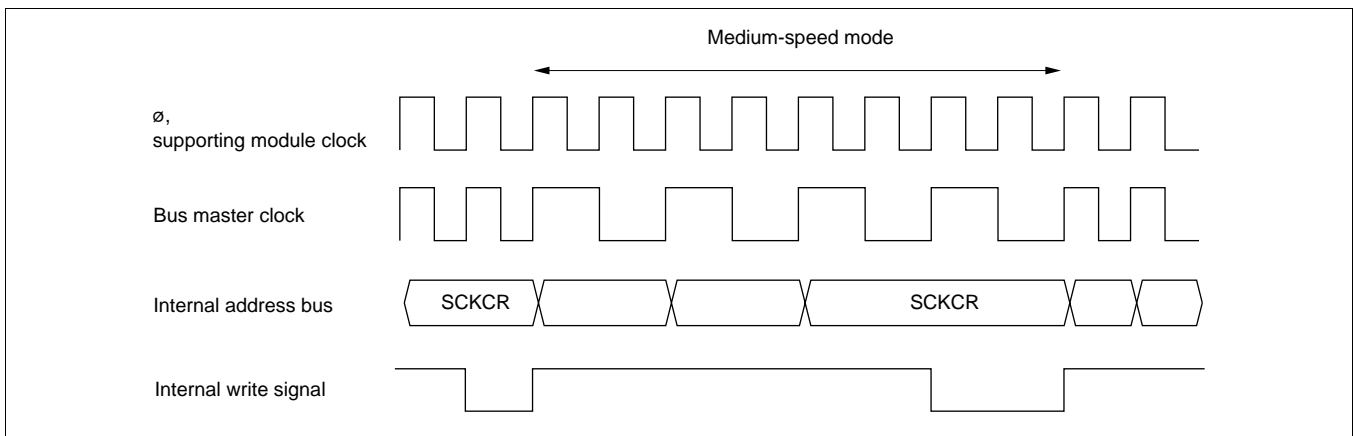 Medium-speed mode
ø,
supporting module clock
Bus master clock
Internal address bus
SCKCR
SCKCR
Internal write signal